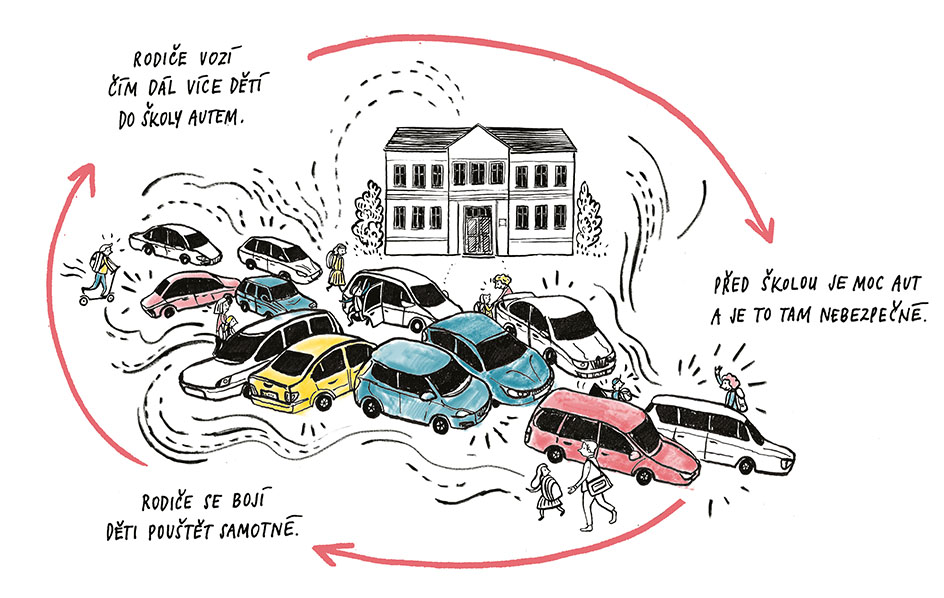 RODIČE VOZÍ
ČÍM DÁL VÍCE DĚTÍ
DO ŠKOLY AUTEM.
PŘED ŠKOLOU JE MOC AUT
A JE TO TAM NEBEZPEČNÉ.
RODIČE SE BOJÍ
DĚTI POUŠTĚT SAMOTNÉ.